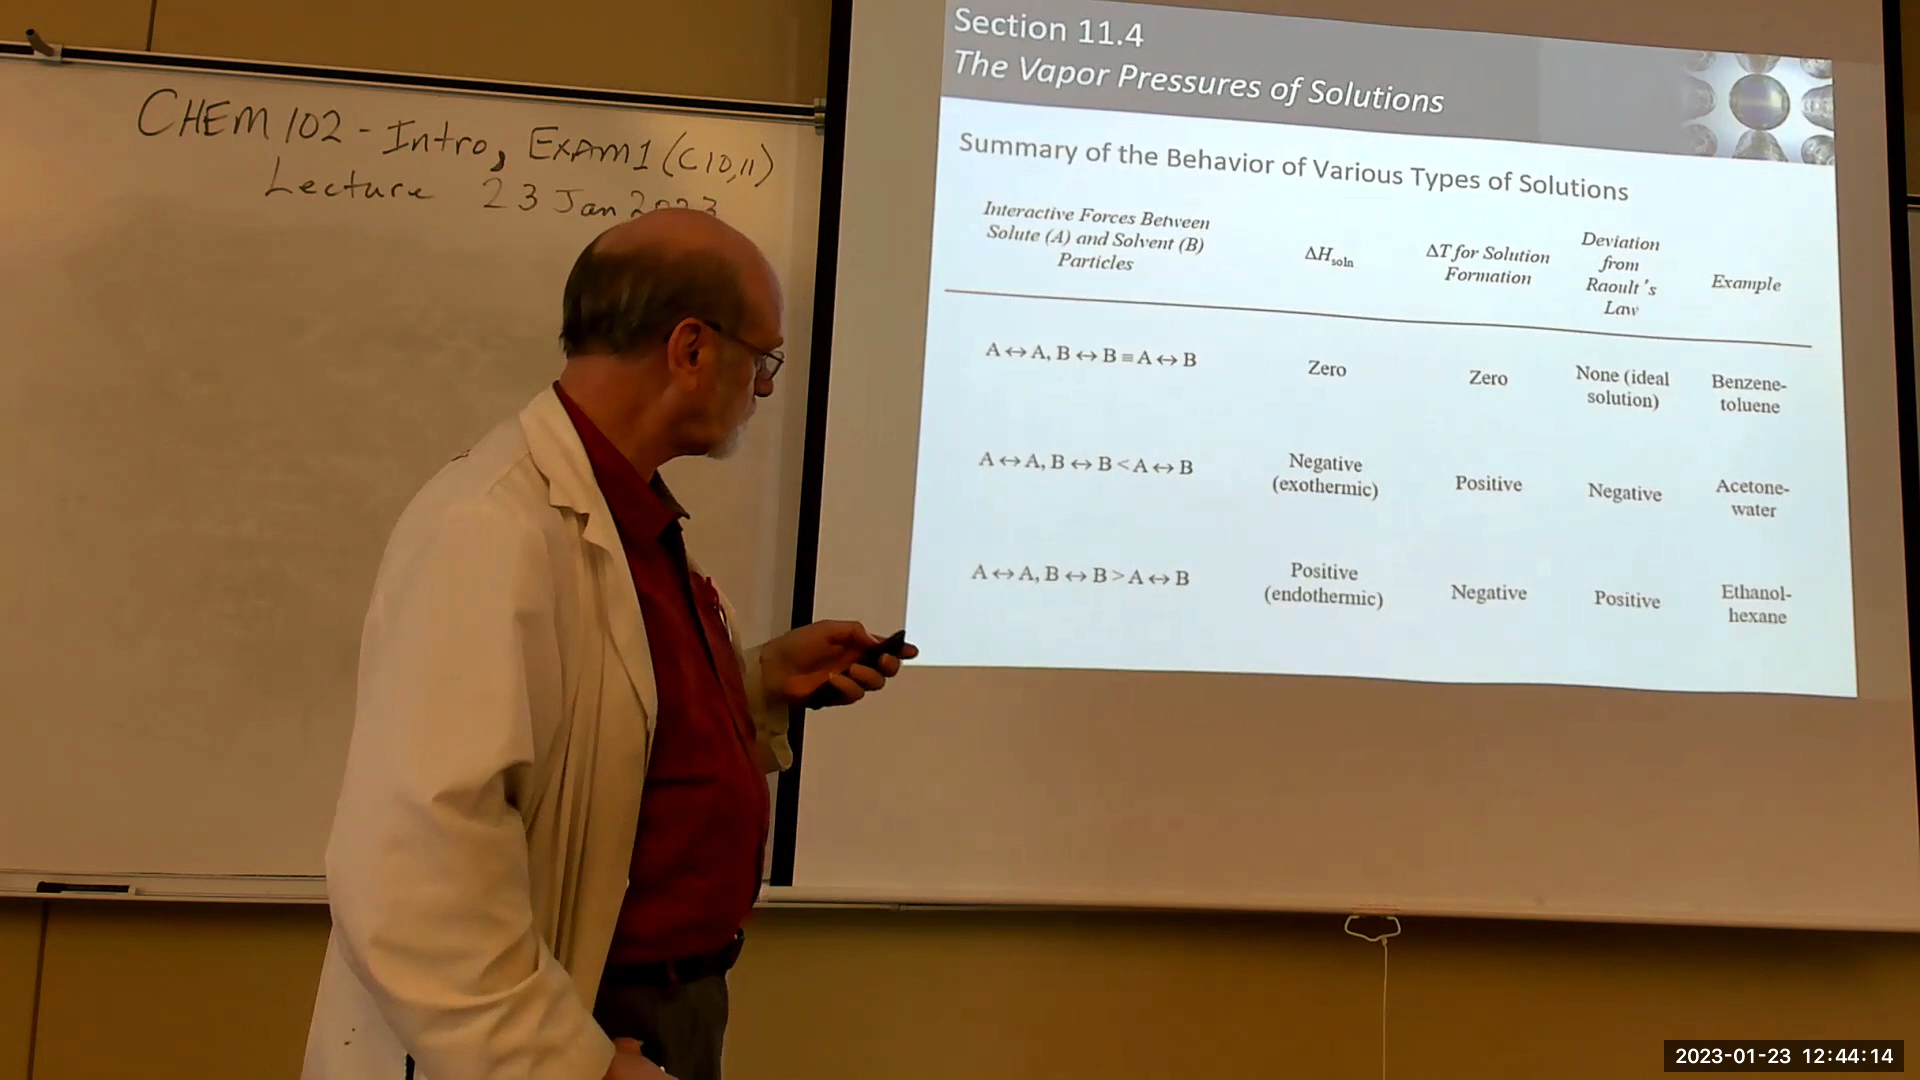 CHEM 102 - Intro, EXAM 1 (C10,11)
Lecture 23 Jan 2023
Section 11.4
The Vapor Pressures of Solutions
Summary of the Behavior of Various Types of Solutions
Interactive Forces Between
Solute (A) and Solvent (B)
Particles
ΔHsoln
ΔT for Solution
Formation
Deviation
from
Raoult's
Law
Example
A ↔ A, B ↔ B ≡ A ↔ B
Zero
Zero
None (ideal
solution)
Benzene-
toluene
A ↔ A, B ↔ B < A ↔ B
Negative
(exothermic)
Positive
Negative
Acetone-
water
A ↔ A, B ↔ B > A ↔ B
Positive
(endothermic)
Negative
Positive
Ethanol-
hexane
2023-01-23 12:44:14